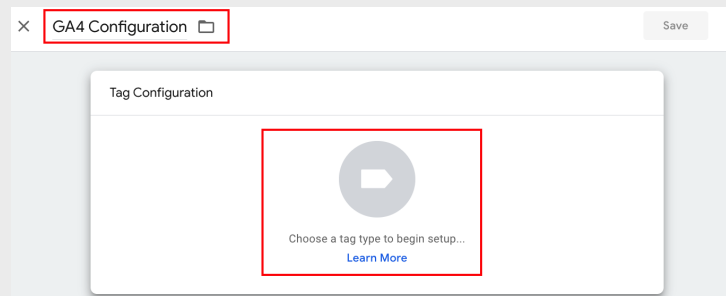 GA4 Configuration
Save
Tag Configuration
Choose a tag type to begin setup...
Learn More